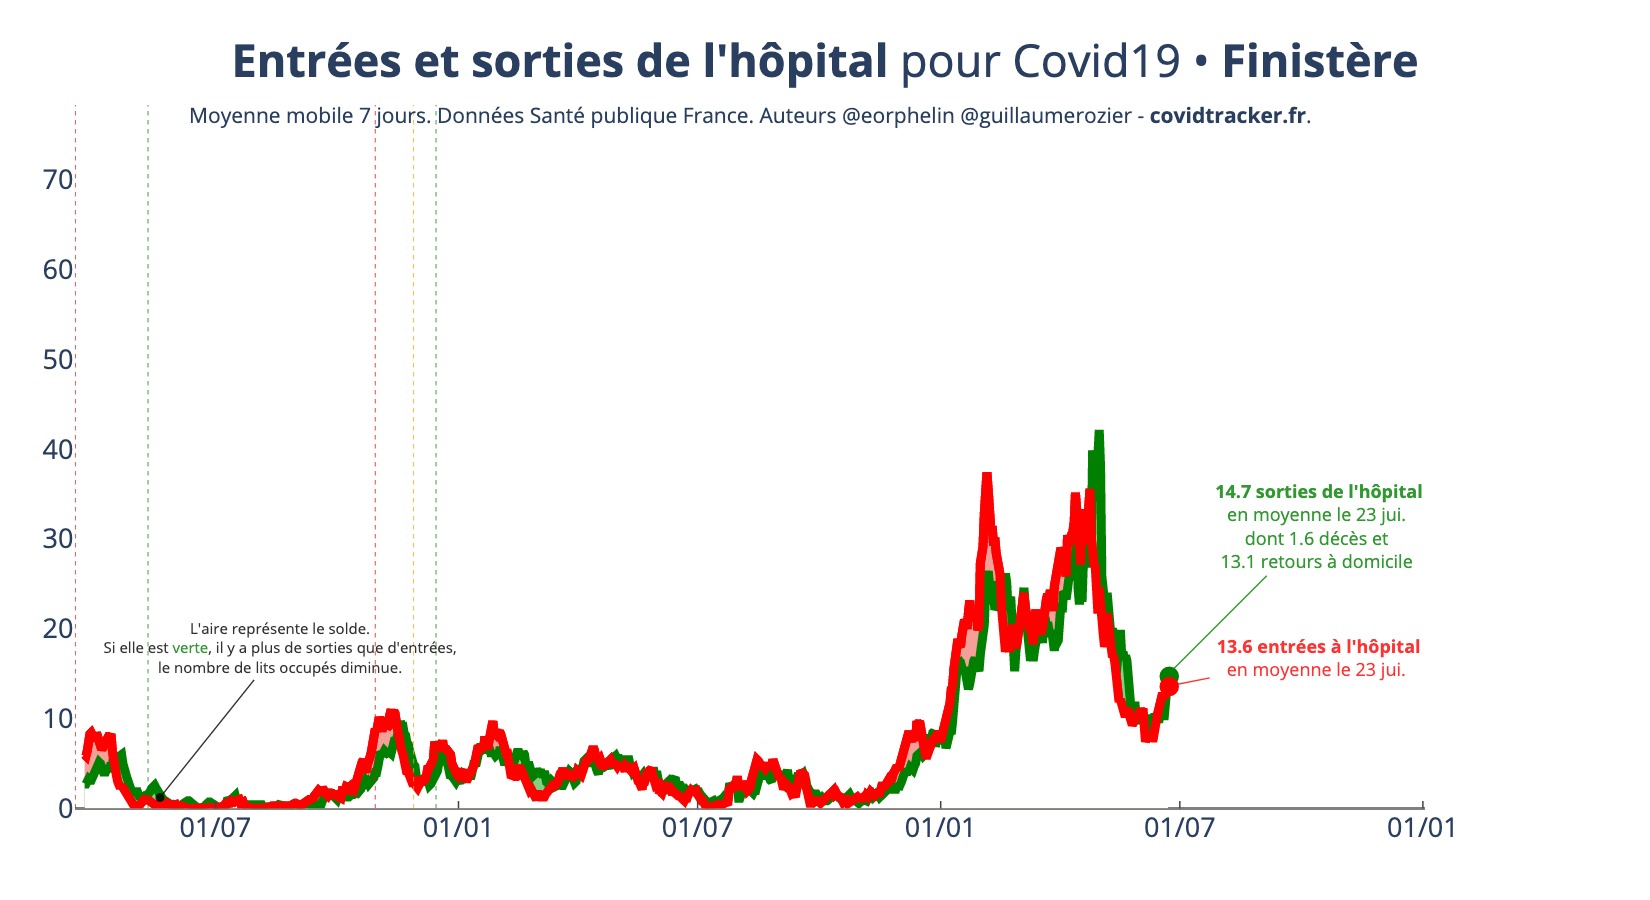 Entrées et sorties de l'hôpital pour Covid19 • Finistère
Moyenne mobile 7 jours. Données Santé publique France. Auteurs @eorphelin @guillaumerozier - covidtracker.fr.
70
60
50
40
30
20
10
0
14.7 sorties de l'hôpital
en moyenne le 23 jui.
dont 1.6 décès et
13.1 retours à domicile
13.6 entrées à l'hôpital
en moyenne le 23 jui.
L'aire représente le solde.
Si elle est verte, il y a plus de sorties que d'entrées,
le nombre de lits occupés diminue.
01/07 01/01 01/07 01/01 01/07 01/01